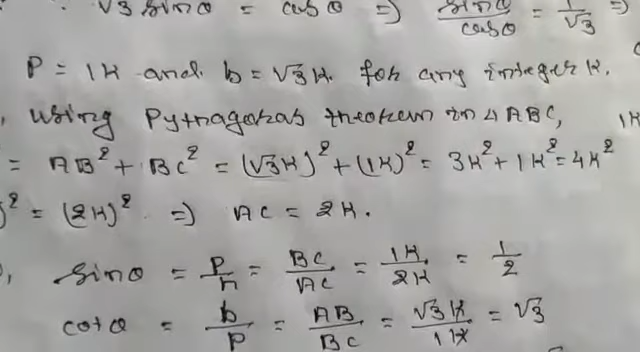 √3 sinθ = cosθ ⇒ sinθ/cosθ = 1/√3 ⇒
P = 1K and b = √3K. for any integer K.
Using Pythagoras theorem in △ABC,
= AB² + BC² = (√3K)² + (1K)² = 3K² + 1K² = 4K²
)² = (2K)² ⇒ AC = 2K.
, sinθ = P/h = BC/AC = 1K/2K = 1/2
cotθ = b/P = AB/BC = √3K/1K = √3